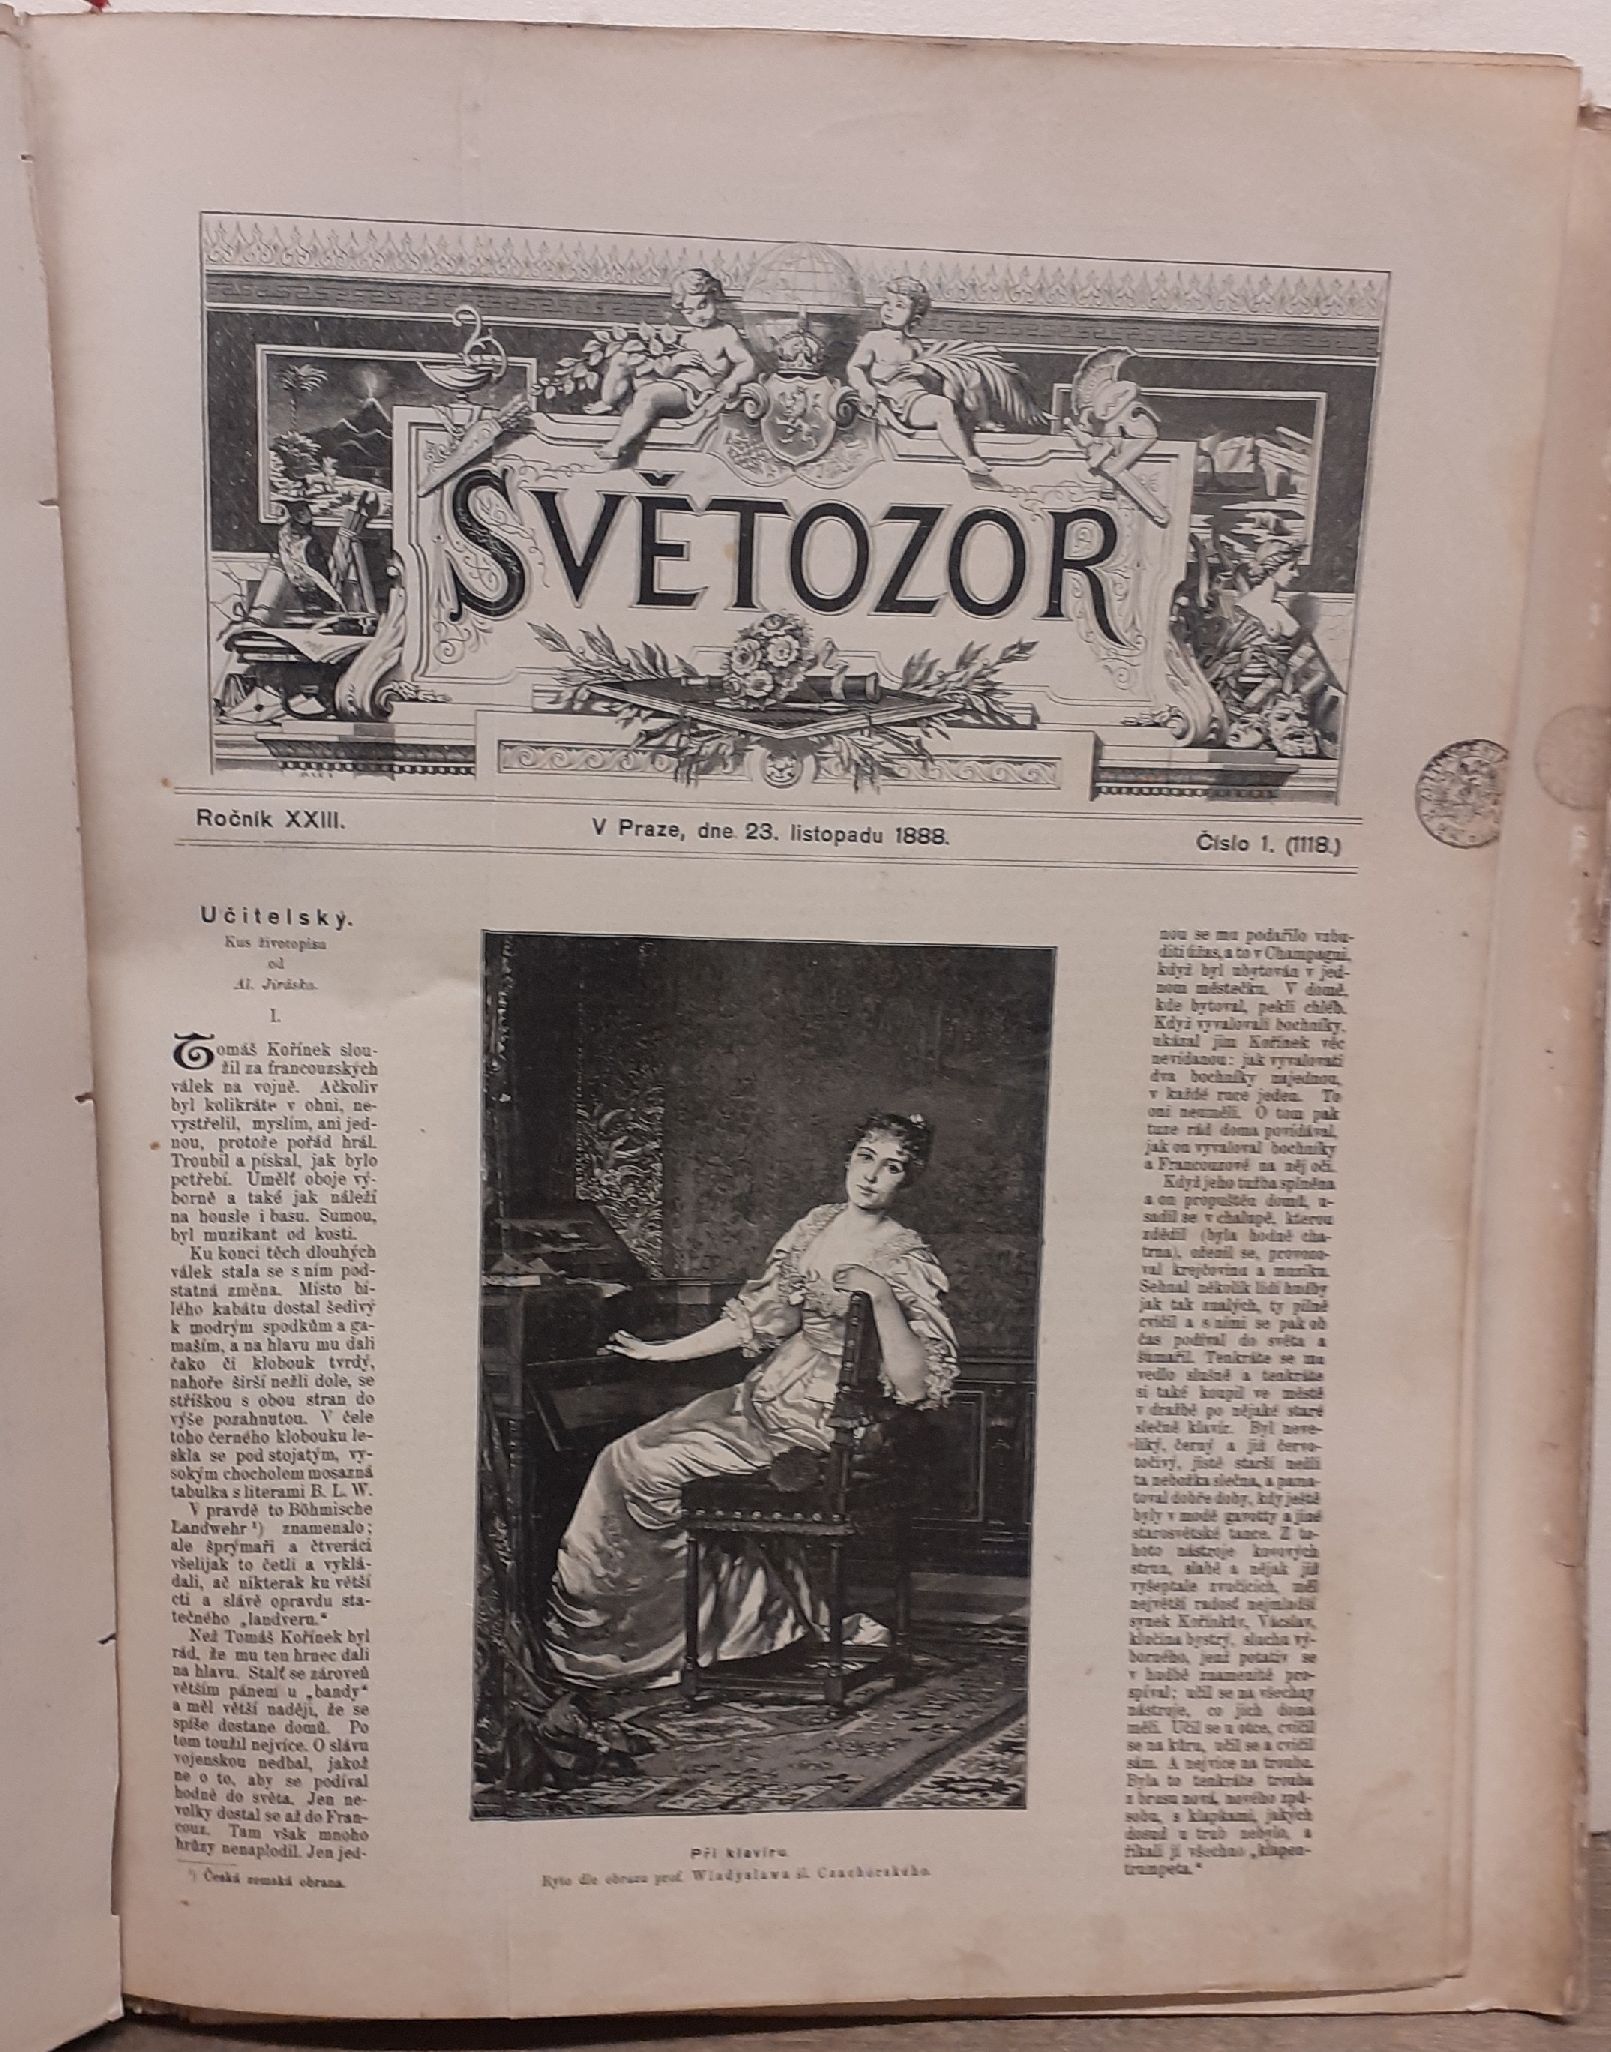 SVĚTOZOR
Ročník XXIII.
V Praze, dne 23. listopadu 1888.
Číslo 1. (1118.)
Učitelský.
Kus životopisu
od
Al. Jiráska.
I.
Tomáš Kořínek slou-
žil za francouzských
válek na vojně. Ačkoliv
byl kolikráte v ohni, ne-
vystřelil, myslím, ani jed-
nou, protože pořád hrál.
Troubil a pískal, jak bylo
potřebí. Umělť oboje vý-
borně a také jak náleží
na housle i basu. Sumou,
byl muzikant od kosti.
Ku konci těch dlouhých
válek stala se s ním pod-
statná změna. Místo bí-
lého kabátu dostal šedivý
k modrým spodkům a ga-
maším, a na hlavu mu dali
čako či klobouk tvrdý,
nahoře širší nežli dole, se
stříškou s obou stran do
výše pozahnutou. V čele
toho černého klobouku le-
skla se pod stojatým, vy-
sokým chocholem mosazná
tabulka s literami B. L. W.
V pravdě to Böhmische
Landwehr ¹) znamenalo;
ale šprýmaři a čtveráci
všelijak to četli a vyklá-
dali, ač nikterak ku větší
cti a slávě opravdu sta-
tečného „landveru.“
Než Tomáš Kořínek byl
rád, že mu ten hrnec dali
na hlavu. Stalť se zároveň
větším pánem u „bandy“
a měl větší naději, že se
spíše dostane domů. Po
tom toužil nejvíce. O slávu
vojenskou nedbal, jakož
ne o to, aby se podíval
hodně do světa. Jen ne-
volky dostal se až do Fran-
couz. Tam však mnoho
hrůzy nenaplodil. Jen jed-
¹) Česká zemská obrana.
Při klavíru.
Ryto dle obrazu prof. Wladyslawa šl. Czachórského.
nou se mu podařilo vzbu-
diti úžas, a to v Champagni,
když byl ubytován v jed-
nom městečku. V domě,
kde bytoval, pekli chléb.
Když vyvalovali bochníky,
ukázal jim Kořínek věc
nevídanou: jak vyvalovati
dva bochníky najednou,
v každé ruce jeden. To
oni neuměli. O tom pak
tuze rád doma povídával,
jak on vyvaloval bochníky
a Francouzové na něj oči.
Když jeho tužba splněna
a on propuštěn domů, u-
sadil se v chalupě, kterou
zdědil (byla hodně cha-
trná), oženil se, provozo-
val krejčovinu a muziku.
Sehnal několik lidí hudby
jak tak znalých, ty pilně
cvičil a s nimi se pak ob
čas podíval do světa a
šumařil. Tenkráte se mu
vedlo slušně a tenkráte
si také koupil ve městě
v dražbě po nějaké staré
slečně klavír. Byl neve-
liký, černý a již červo-
točivý, jistě starší nežli
ta nebožka slečna, a pama-
toval dobře doby, kdy ještě
byly v modě gavotty a jiné
starosvětské tance. Z to-
hoto nástroje kovových
strun, slabě a nějak již
vyšeptale zvučících, měl
největší radosť nejmladší
synek Kořínkův, Václav,
klučina bystrý, sluchu vý-
borného, jenž potatív se
v hudbě znamenitě pro-
spíval; učil se na všechny
nástroje, co jich doma
měli. Učil se u otce, cvičil
se na kůru, učil se a cvičil
sám. A nejvíce na troubu.
Byla to tenkráte trouba
z brusu nová, nového způ-
sobu, s klapkami, jakých
dosud u trub nebylo, a
říkali jí všechno „klapen-
trumpeta.“